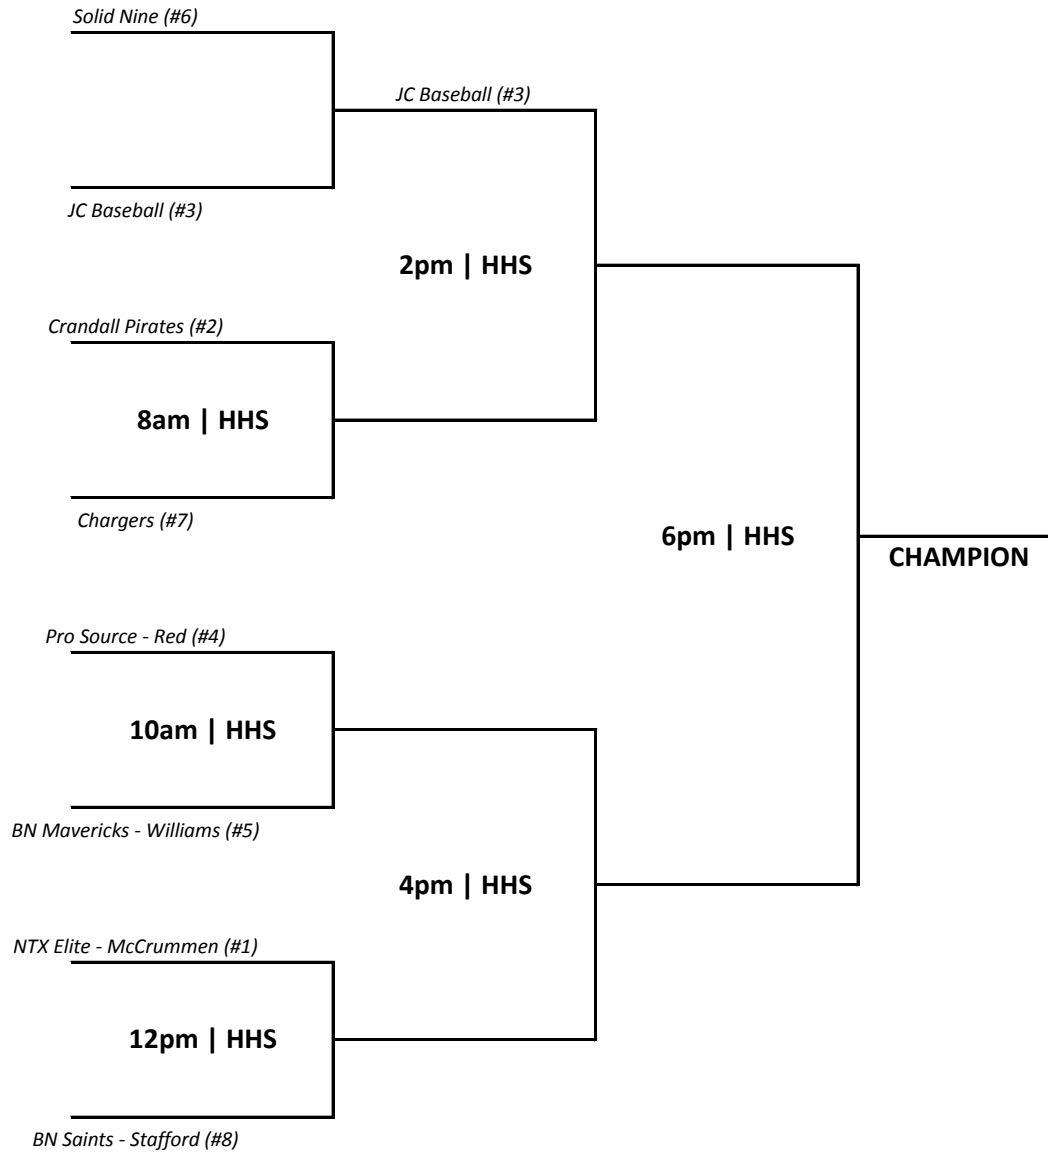 Solid Nine (#6)
JC Baseball (#3)
JC Baseball (#3)
2pm | HHS
Crandall Pirates (#2)
8am | HHS
Chargers (#7)
6pm | HHS
CHAMPION
Pro Source - Red (#4)
10am | HHS
BN Mavericks - Williams (#5)
4pm | HHS
NTX Elite - McCrummen (#1)
12pm | HHS
BN Saints - Stafford (#8)